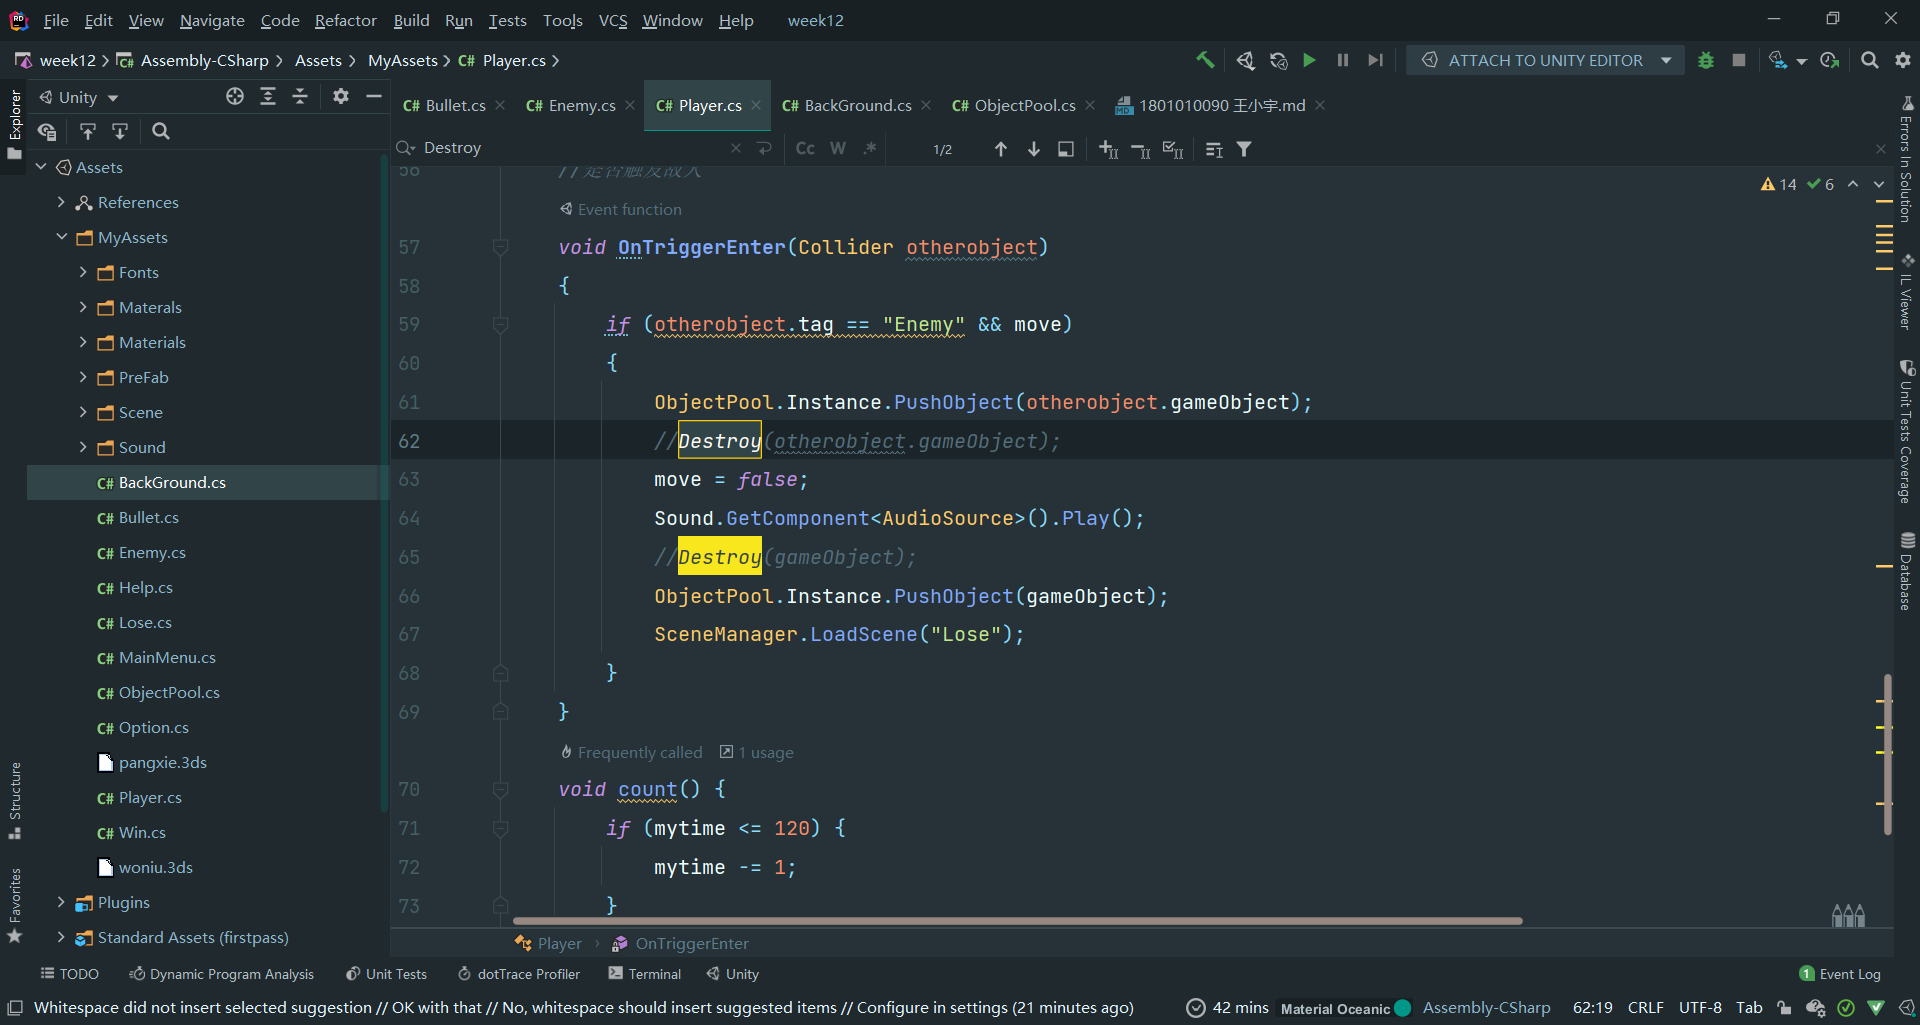 File Edit View Navigate Code Refactor Build Run Tests Tools VCS Window Help week12
week12 Assembly-CSharp Assets MyAssets C# Player.cs
ATTACH TO UNITY EDITOR
Explorer
Unity
C# Bullet.cs C# Enemy.cs C# Player.cs C# BackGround.cs C# ObjectPool.cs 1801010090 王小宇.md
Destroy
Cc W .* 1/2
Assets
References
MyAssets
Fonts
Materals
Materials
PreFab
Scene
Sound
C# BackGround.cs
C# Bullet.cs
C# Enemy.cs
C# Help.cs
C# Lose.cs
C# MainMenu.cs
C# ObjectPool.cs
C# Option.cs
pangxie.3ds
C# Player.cs
C# Win.cs
woniu.3ds
Plugins
Standard Assets (firstpass)
Structure
Favorites
56 //是否触发敌人
14 6
Event function
57 void OnTriggerEnter(Collider otherobject)
58 {
59 if (otherobject.tag == "Enemy" && move)
60 {
61 ObjectPool.Instance.PushObject(otherobject.gameObject);
62 //Destroy(otherobject.gameObject);
63 move = false;
64 Sound.GetComponent<AudioSource>().Play();
65 //Destroy(gameObject);
66 ObjectPool.Instance.PushObject(gameObject);
67 SceneManager.LoadScene("Lose");
68 }
69 }
Frequently called 1 usage
70 void count() {
71 if (mytime <= 120) {
72 mytime -= 1;
73 }
Player OnTriggerEnter
Errors In Solution
IL Viewer
Unit Tests Coverage
Database
TODO Dynamic Program Analysis Unit Tests dotTrace Profiler Terminal Unity 1 Event Log
Whitespace did not insert selected suggestion // OK with that // No, whitespace should insert suggested items // Configure in settings (21 minutes ago) 42 mins Material Oceanic Assembly-CSharp 62:19 CRLF UTF-8 Tab